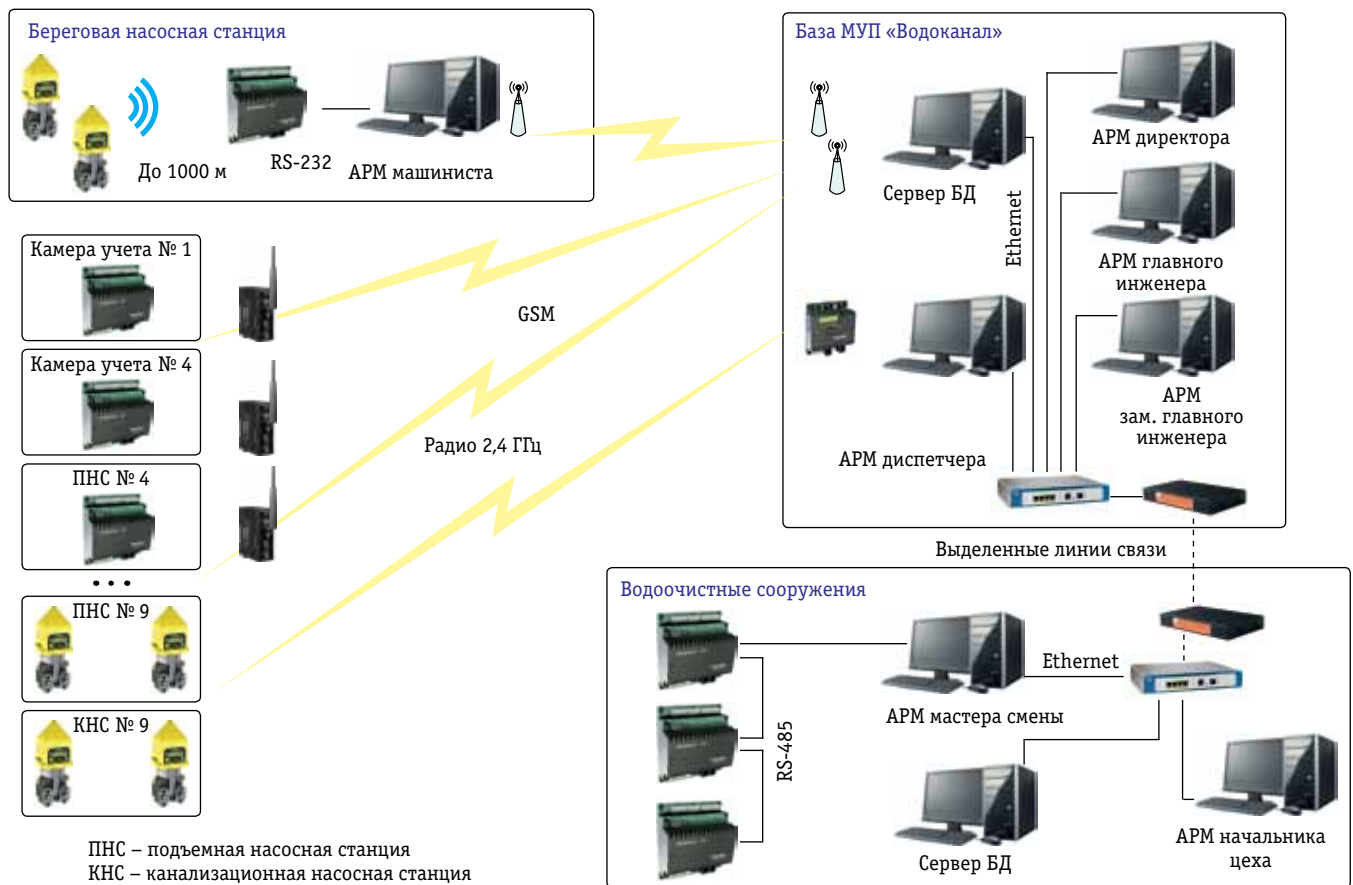 Береговая насосная станция
До 1000 м
RS-232
АРМ машиниста
База МУП «Водоканал»
Сервер БД
Ethernet
АРМ директора
АРМ главного
инженера
АРМ
зам. главного
инженера
АРМ диспетчера
Камера учета № 1
Камера учета № 4
ПНС № 4
• • •
ПНС № 9
КНС № 9
GSM
Радио 2,4 ГГц
Выделенные линии связи
Водоочистные сооружения
RS-485
АРМ мастера смены
Ethernet
Сервер БД
АРМ начальника
цеха
ПНС – подъемная насосная станция
КНС – канализационная насосная станция